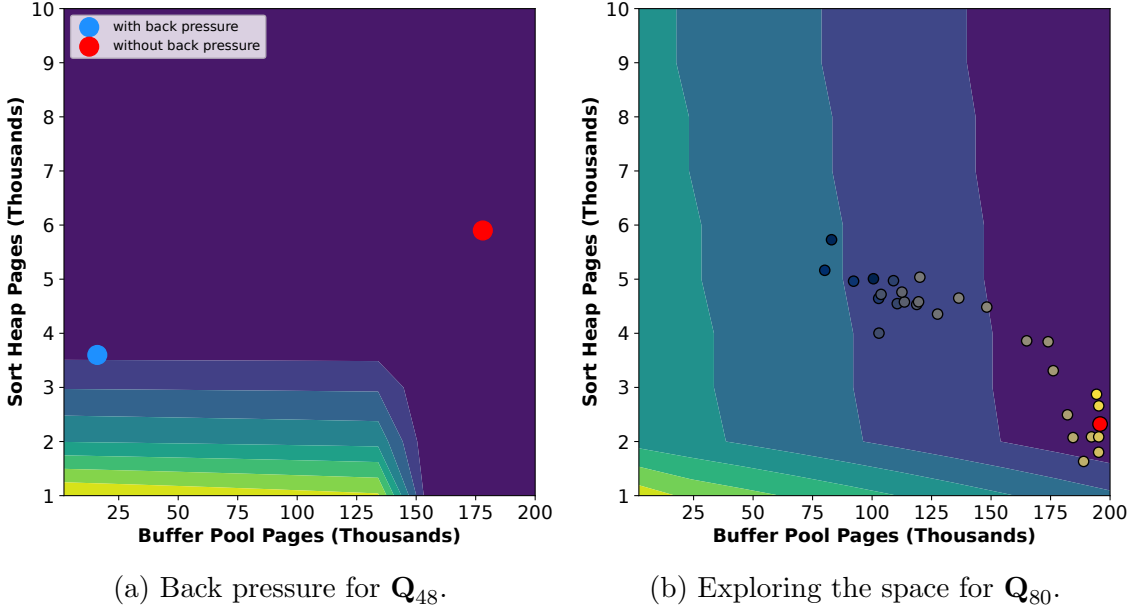 10
9
8
7
6
5
4
3
2
1
Sort Heap Pages (Thousands)
with back pressure
without back pressure
25 50 75 100 125 150 175 200
Buffer Pool Pages (Thousands)
(a) Back pressure for Q48.
10
9
8
7
6
5
4
3
2
1
Sort Heap Pages (Thousands)
25 50 75 100 125 150 175 200
Buffer Pool Pages (Thousands)
(b) Exploring the space for Q80.